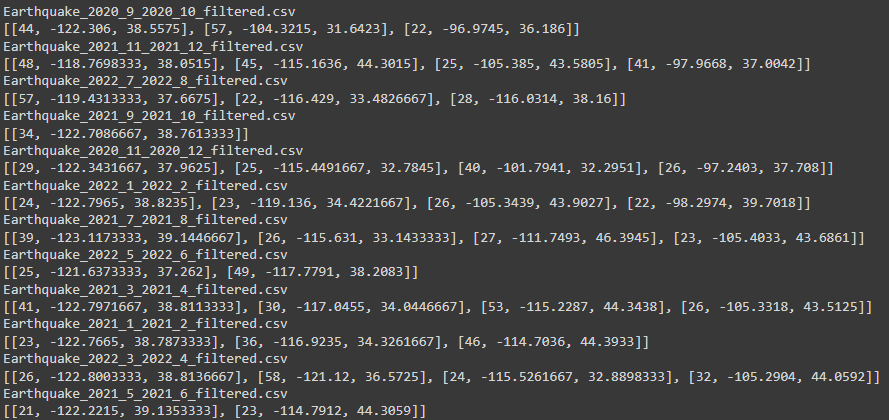 Earthquake_2020_9_2020_10_filtered.csv
[[44, -122.306, 38.5575], [57, -104.3215, 31.6423], [22, -96.9745, 36.186]]
Earthquake_2021_11_2021_12_filtered.csv
[[48, -118.7698333, 38.0515], [45, -115.1636, 44.3015], [25, -105.385, 43.5805], [41, -97.9668, 37.0042]]
Earthquake_2022_7_2022_8_filtered.csv
[[57, -119.4313333, 37.6675], [22, -116.429, 33.4826667], [28, -116.0314, 38.16]]
Earthquake_2021_9_2021_10_filtered.csv
[[34, -122.7086667, 38.7613333]]
Earthquake_2020_11_2020_12_filtered.csv
[[29, -122.3431667, 37.9625], [25, -115.4491667, 32.7845], [40, -101.7941, 32.2951], [26, -97.2403, 37.708]]
Earthquake_2022_1_2022_2_filtered.csv
[[24, -122.7965, 38.8235], [23, -119.136, 34.4221667], [26, -105.3439, 43.9027], [22, -98.2974, 39.7018]]
Earthquake_2021_7_2021_8_filtered.csv
[[39, -123.1173333, 39.1446667], [26, -115.631, 33.1433333], [27, -111.7493, 46.3945], [23, -105.4033, 43.6861]]
Earthquake_2022_5_2022_6_filtered.csv
[[25, -121.6373333, 37.262], [49, -117.7791, 38.2083]]
Earthquake_2021_3_2021_4_filtered.csv
[[41, -122.7971667, 38.8113333], [30, -117.0455, 34.0446667], [53, -115.2287, 44.3438], [26, -105.3318, 43.5125]]
Earthquake_2021_1_2021_2_filtered.csv
[[23, -122.7665, 38.7873333], [36, -116.9235, 34.3261667], [46, -114.7036, 44.3933]]
Earthquake_2022_3_2022_4_filtered.csv
[[26, -122.8003333, 38.8136667], [58, -121.12, 36.5725], [24, -115.5261667, 32.8898333], [32, -105.2904, 44.0592]]
Earthquake_2021_5_2021_6_filtered.csv
[[21, -122.2215, 39.1353333], [23, -114.7912, 44.3059]]